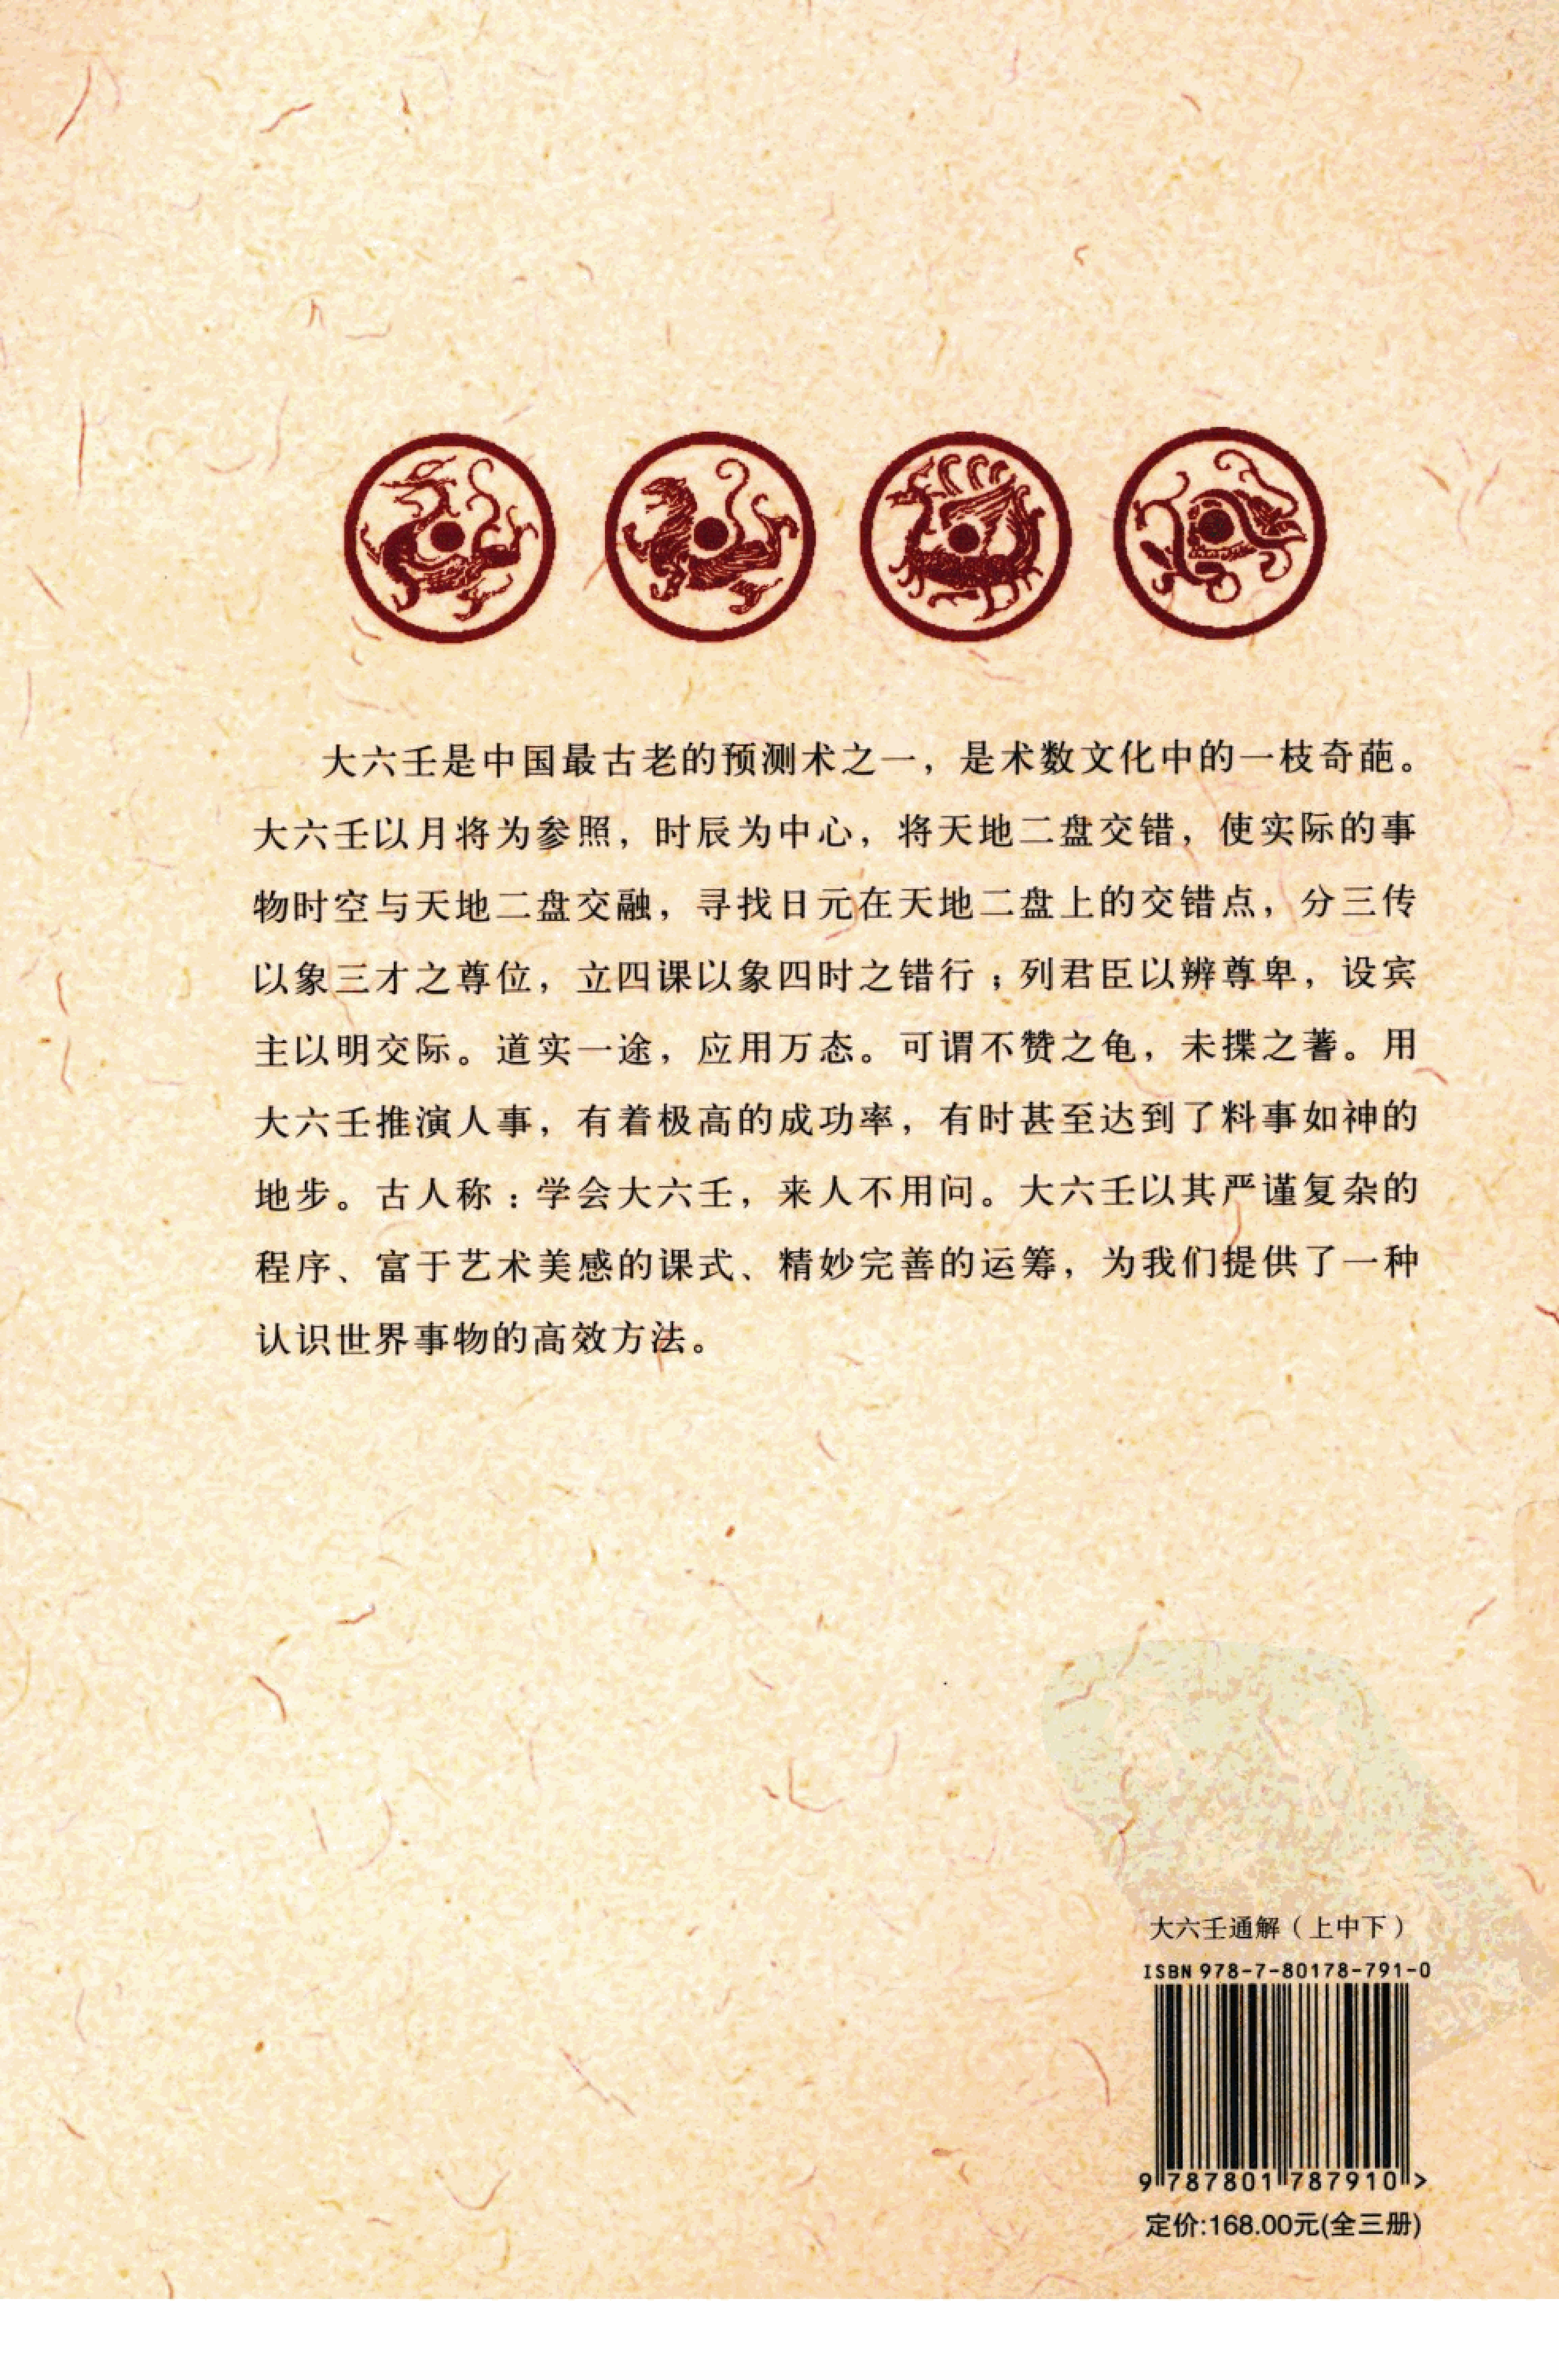 大六壬是中国最古老的预测术之一，是术数文化中的一枝奇葩。
大六壬以月将为参照，时辰为中心，将天地二盘交错，使实际的事
物时空与天地二盘交融，寻找日元在天地二盘上的交错点，分三传
以象三才之尊位，立四课以象四时之错行；列君臣以辨尊卑，设宾
主以明交际。道实一途，应用万态。可谓不赞之龟，未揲之蓍。用
大六壬推演人事，有着极高的成功率，有时甚至达到了料事如神的
地步。古人称：学会大六壬，来人不用问。大六壬以其严谨复杂的
程序、富于艺术美感的课式、精妙完善的运筹，为我们提供了一种
认识世界事物的高效方法。
大六壬通解（上中下）
ISBN 978-7-80178-791-0
9 787801 787910 >
定价:168.00元(全三册)